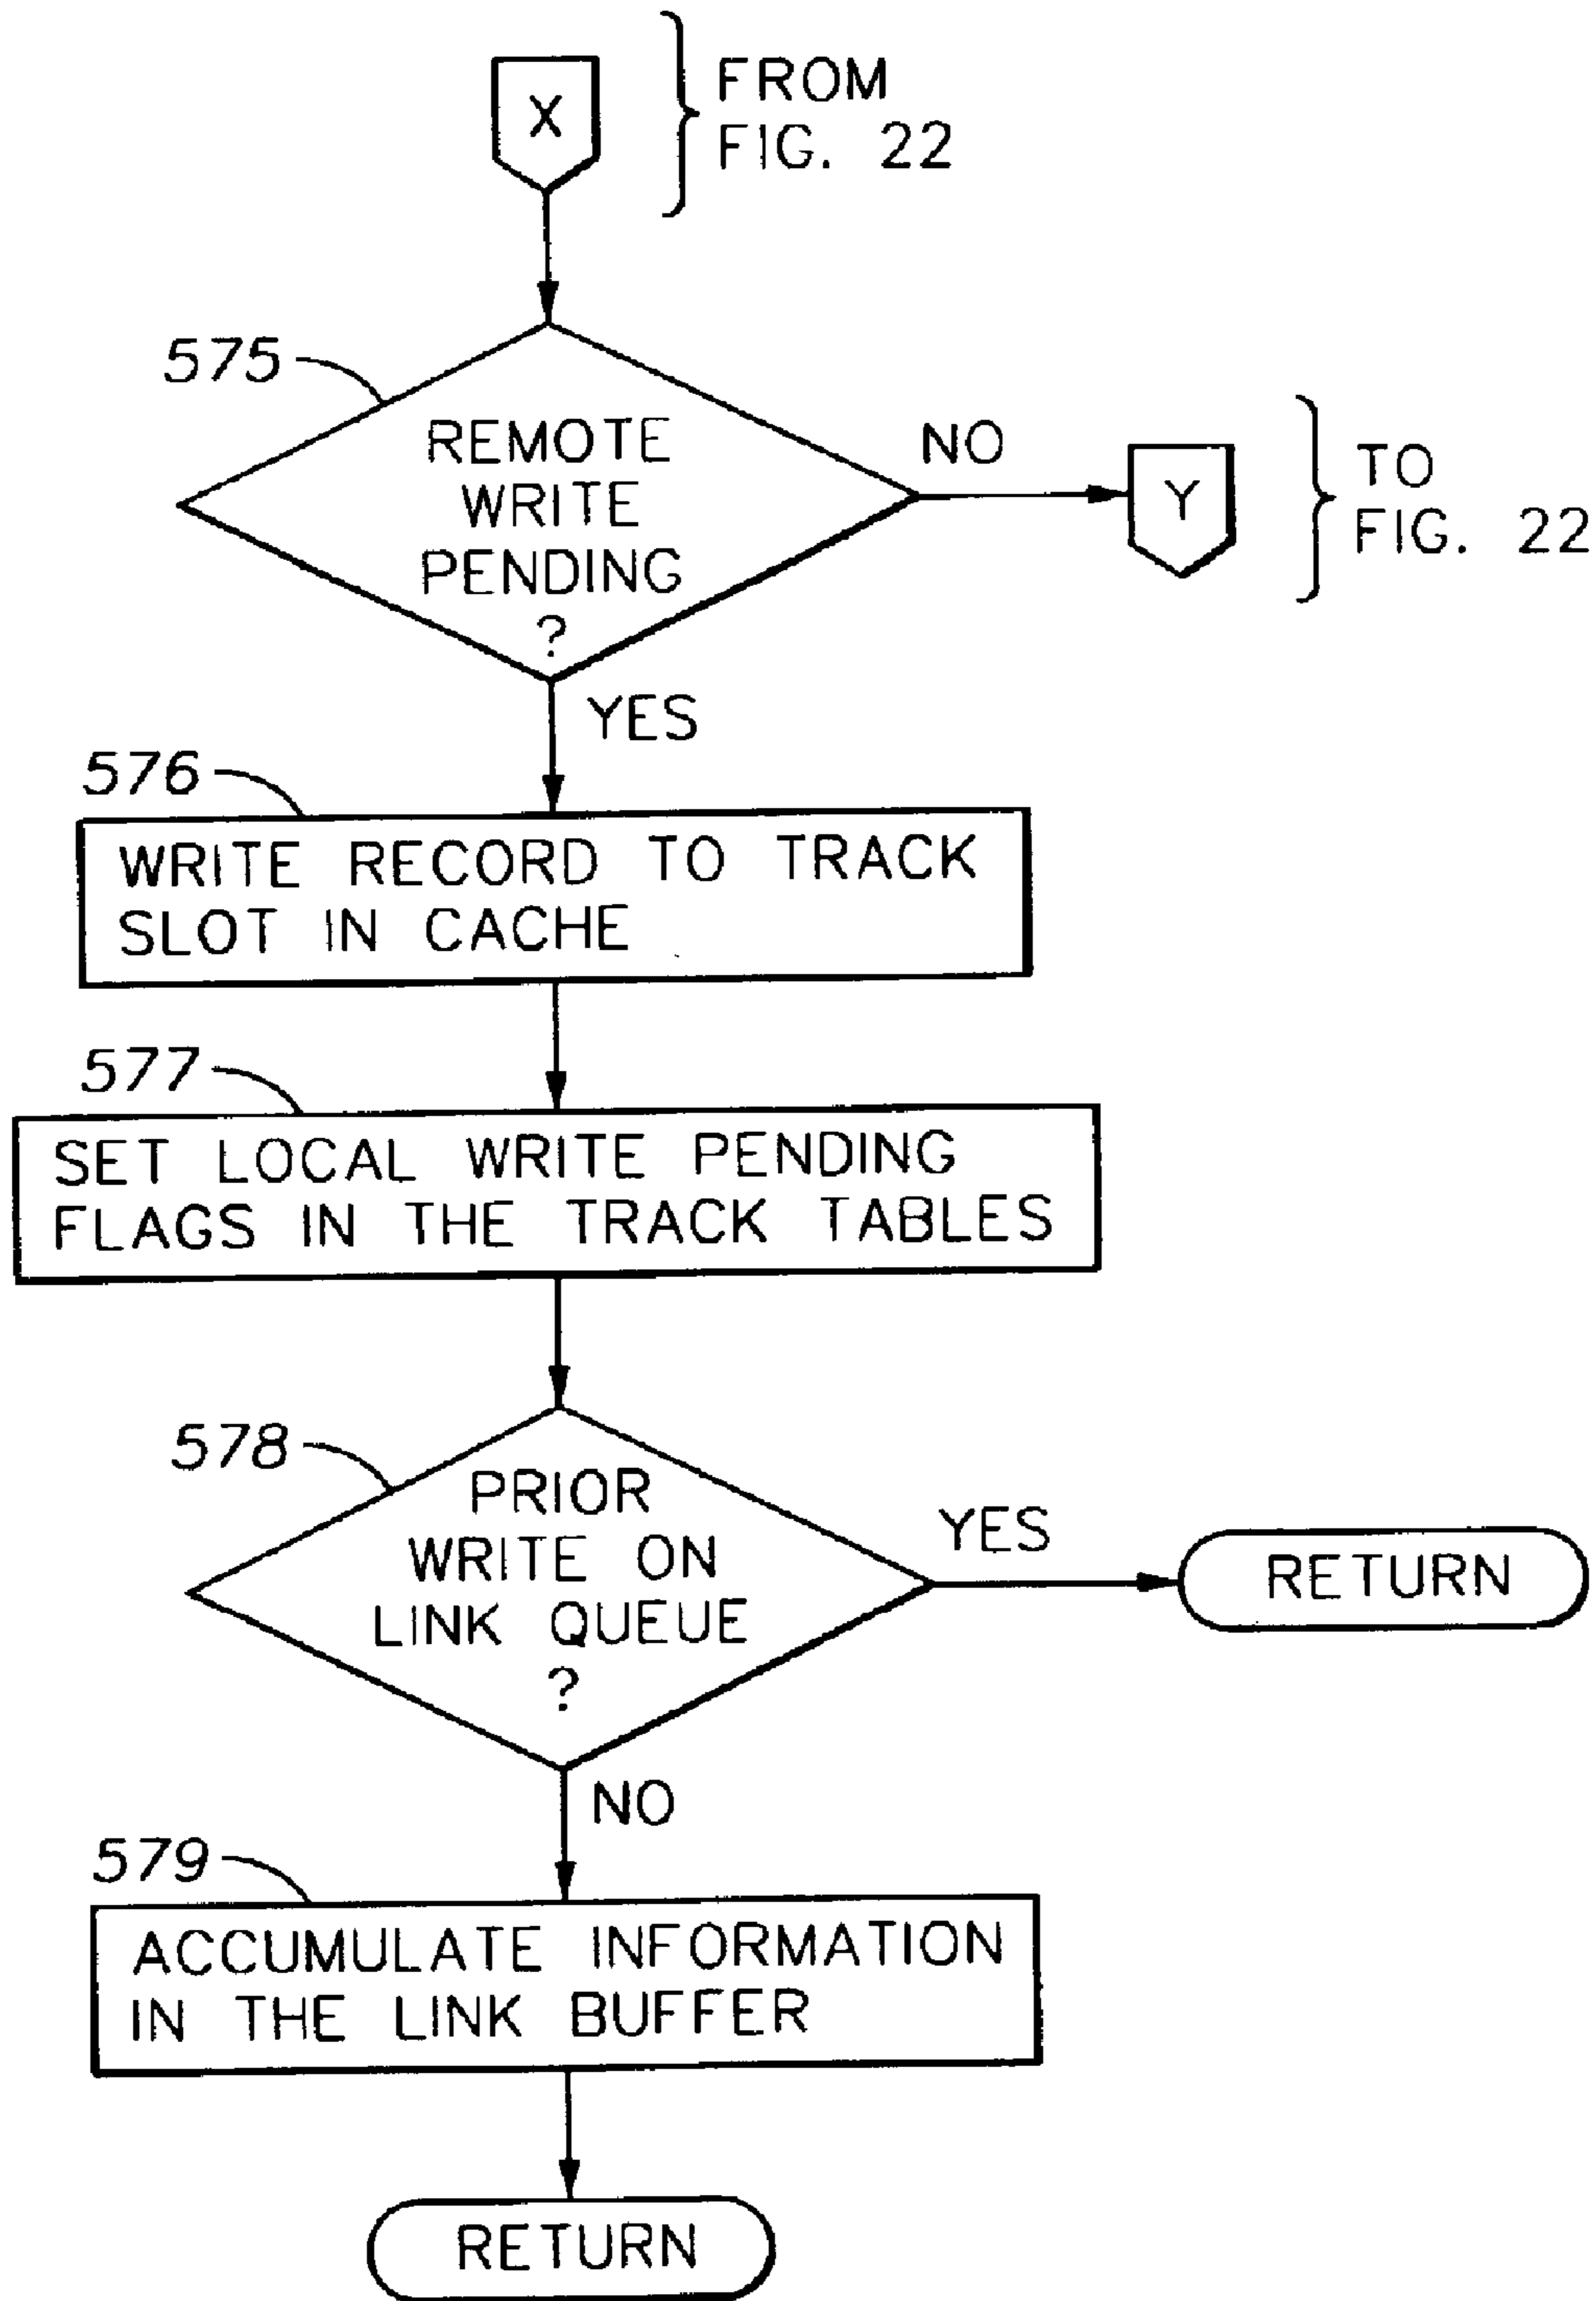 X
FROM
FIG. 22
575
REMOTE
WRITE
PENDING
?
NO
Y
TO
FIG. 22
YES
576
WRITE RECORD TO TRACK
SLOT IN CACHE
577
SET LOCAL WRITE PENDING
FLAGS IN THE TRACK TABLES
578
PRIOR
WRITE ON
LINK QUEUE
?
YES
RETURN
NO
579
ACCUMULATE INFORMATION
IN THE LINK BUFFER
RETURN